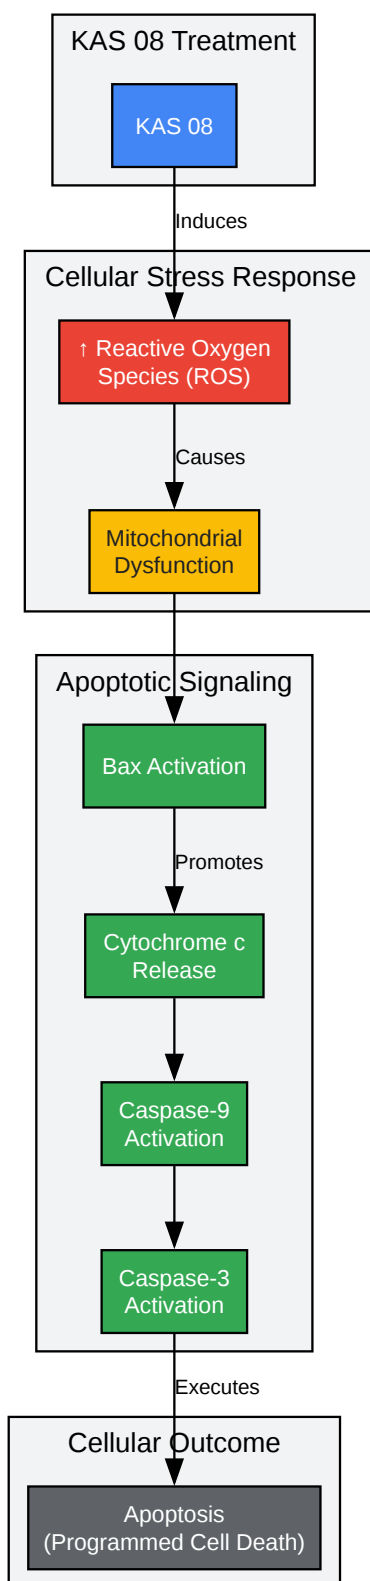 KAS 08 Treatment
KAS 08
Induces
Cellular Stress Response
↑ Reactive Oxygen
Species (ROS)
Causes
Mitochondrial
Dysfunction
Apoptotic Signaling
Bax Activation
Promotes
Cytochrome c
Release
Caspase-9
Activation
Caspase-3
Activation
Executes
Cellular Outcome
Apoptosis
(Programmed Cell Death)